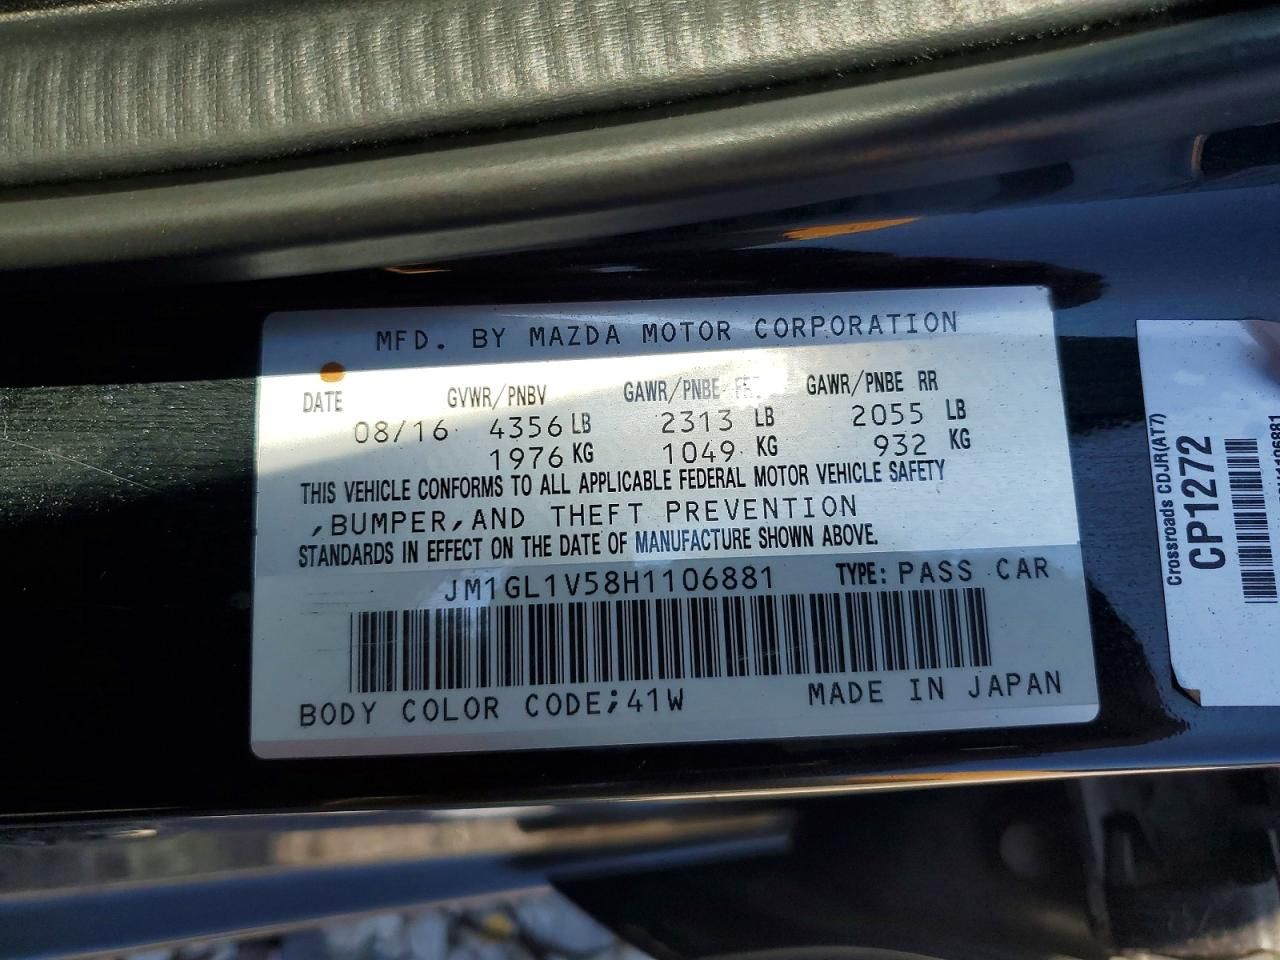 MFD. BY MAZDA MOTOR CORPORATION
DATE GVWR/PNBV GAWR/PNBE FRT GAWR/PNBE RR
08/16 4356 LB 2313 LB 2055 LB
1976 KG 1049 KG 932 KG
THIS VEHICLE CONFORMS TO ALL APPLICABLE FEDERAL MOTOR VEHICLE SAFETY
,BUMPER,AND THEFT PREVENTION
STANDARDS IN EFFECT ON THE DATE OF MANUFACTURE SHOWN ABOVE.
JM1GL1V58H1106881 TYPE: PASS CAR
BODY COLOR CODE;41W MADE IN JAPAN
Crossroads CDJR(AT7)
CP1272